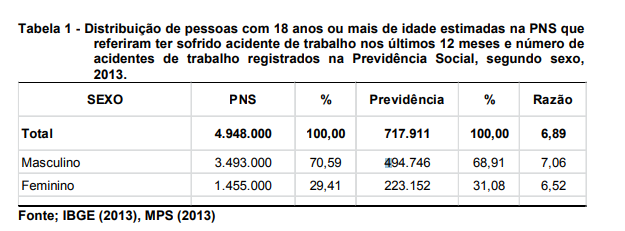 Tabela 1 - Distribuição de pessoas com 18 anos ou mais de idade estimadas na PNS que
referiram ter sofrido acidente de trabalho nos últimos 12 meses e número de
acidentes de trabalho registrados na Previdência Social, segundo sexo,
2013.
SEXO PNS % Previdência % Razão
Total 4.948.000 100,00 717.911 100,00 6,89
Masculino 3.493.000 70,59 494.746 68,91 7,06
Feminino 1.455.000 29,41 223.152 31,08 6,52
Fonte; IBGE (2013), MPS (2013)